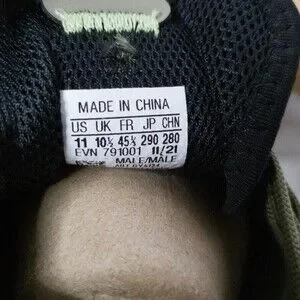 MADE IN CHINA
US UK FR JP CHN
11 10½ 45⅓ 290 280
EVN 791001 11/21
MALE/MALE
ART